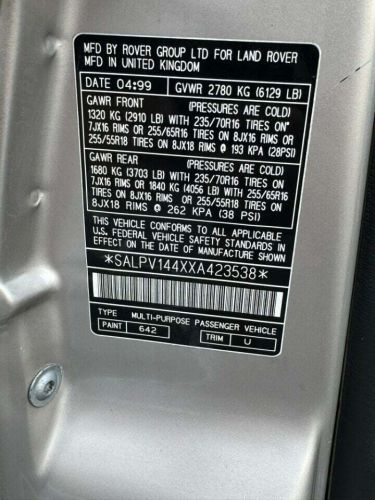 MFD BY ROVER GROUP LTD FOR LAND ROVER
MFD IN UNITED KINGDOM
DATE 04:99 GVWR 2780 KG (6129 LB)
GAWR FRONT (PRESSURES ARE COLD)
1320 KG (2910 LB) WITH 235/70R16 TIRES ON
7JX16 RIMS OR 255/65R16 TIRES ON 8JX16 RIMS OR
255/55R18 TIRES ON 8JX18 RIMS @ 193 KPA (28PSI)
GAWR REAR (PRESSURES ARE COLD)
1680 KG (3703 LB) WITH 235/70R16 TIRES ON
7JX16 RIMS OR 1840 KG (4056 LB) WITH 255/65R16
TIRES ON 8JX16 RIMS OR 255/55R18 TIRES ON
8JX18 RIMS @ 262 KPA (38 PSI)
THIS VEHICLE CONFORMS TO ALL APPLICABLE
U.S. FEDERAL MOTOR VEHICLE SAFETY
STANDARDS IN EFFECT ON THE DATE OF
MANUFACTURE SHOWN ABOVE
*SALPV144XXA423538*
TYPE MULTI-PURPOSE PASSENGER VEHICLE
PAINT 642 TRIM U